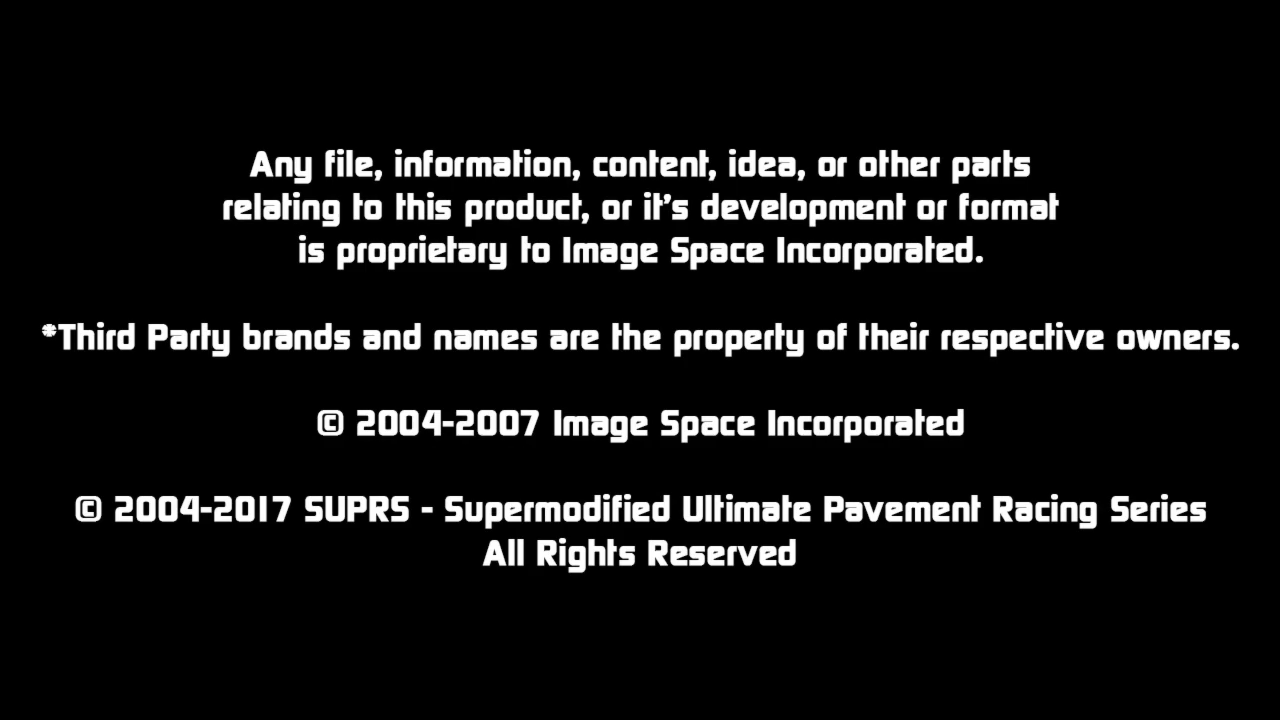 Any file, information, content, idea, or other parts
relating to this product, or it's development or format
is proprietary to Image Space Incorporated.
*Third Party brands and names are the property of their respective owners.
© 2004-2007 Image Space Incorporated
© 2004-2017 SUPRS - Supermodified Ultimate Pavement Racing Series
All Rights Reserved